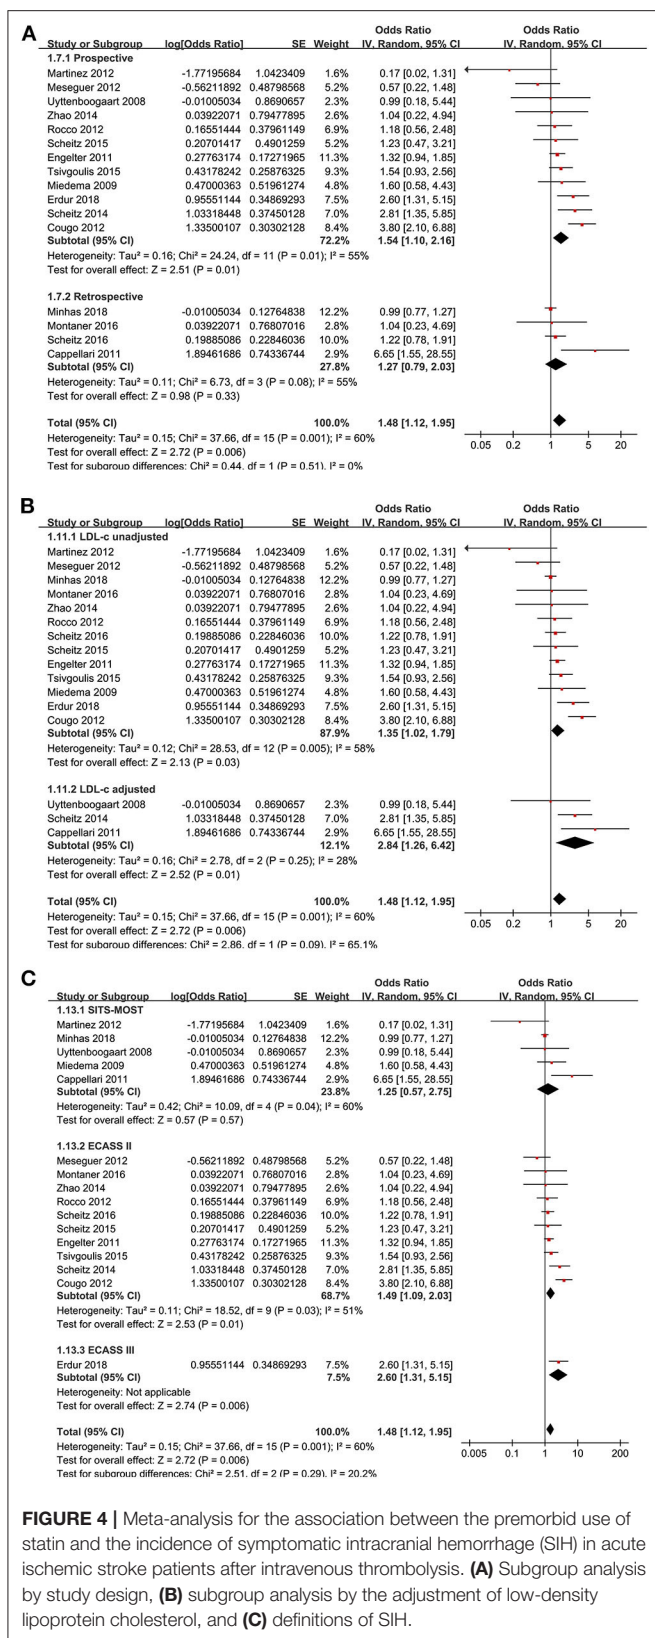 A
Odds Ratio Odds Ratio
Study or Subgroup log[Odds Ratio] SE Weight IV, Random, 95% CI IV, Random, 95% CI
1.7.1 Prospective
Martinez 2012 -1.77195684 1.0423409 1.6% 0.17 [0.02, 1.31]
Meseguer 2012 -0.56211892 0.48798568 5.2% 0.57 [0.22, 1.48]
Uyttenboogaart 2008 -0.01005034 0.8690657 2.3% 0.99 [0.18, 5.44]
Zhao 2014 0.03922071 0.79477895 2.6% 1.04 [0.22, 4.94]
Rocco 2012 0.16551444 0.37961149 6.9% 1.18 [0.56, 2.48]
Scheitz 2015 0.20701417 0.4901259 5.2% 1.23 [0.47, 3.21]
Engelter 2011 0.27763174 0.17271965 11.3% 1.32 [0.94, 1.85]
Tsivgoulis 2015 0.43178242 0.25876325 9.3% 1.54 [0.93, 2.56]
Miedema 2009 0.47000363 0.51961274 4.8% 1.60 [0.58, 4.43]
Erdur 2018 0.95551144 0.34869293 7.5% 2.60 [1.31, 5.15]
Scheitz 2014 1.03318448 0.37450128 7.0% 2.81 [1.35, 5.85]
Cougo 2012 1.33500107 0.30302128 8.4% 3.80 [2.10, 6.88]
Subtotal (95% CI) 72.2% 1.54 [1.10, 2.16]
Heterogeneity: Tau² = 0.16; Chi² = 24.24, df = 11 (P = 0.01); I² = 55%
Test for overall effect: Z = 2.51 (P = 0.01)
1.7.2 Retrospective
Minhas 2018 -0.01005034 0.12764838 12.2% 0.99 [0.77, 1.27]
Montaner 2016 0.03922071 0.76807016 2.8% 1.04 [0.23, 4.69]
Scheitz 2016 0.19885086 0.22846036 10.0% 1.22 [0.78, 1.91]
Cappellari 2011 1.89461686 0.74336744 2.9% 6.65 [1.55, 28.55]
Subtotal (95% CI) 27.8% 1.27 [0.79, 2.03]
Heterogeneity: Tau² = 0.11; Chi² = 6.73, df = 3 (P = 0.08); I² = 55%
Test for overall effect: Z = 0.98 (P = 0.33)
Total (95% CI) 100.0% 1.48 [1.12, 1.95]
Heterogeneity: Tau² = 0.15; Chi² = 37.66, df = 15 (P = 0.001); I² = 60%
Test for overall effect: Z = 2.72 (P = 0.006)
Test for subgroup differences: Chi² = 0.44, df = 1 (P = 0.51), I² = 0%
0.05 0.2 1 5 20
B
Odds Ratio Odds Ratio
Study or Subgroup log[Odds Ratio] SE Weight IV, Random, 95% CI IV, Random, 95% CI
1.11.1 LDL-c unadjusted
Martinez 2012 -1.77195684 1.0423409 1.6% 0.17 [0.02, 1.31]
Meseguer 2012 -0.56211892 0.48798568 5.2% 0.57 [0.22, 1.48]
Minhas 2018 -0.01005034 0.12764838 12.2% 0.99 [0.77, 1.27]
Montaner 2016 0.03922071 0.76807016 2.8% 1.04 [0.23, 4.69]
Zhao 2014 0.03922071 0.79477895 2.6% 1.04 [0.22, 4.94]
Rocco 2012 0.16551444 0.37961149 6.9% 1.18 [0.56, 2.48]
Scheitz 2016 0.19885086 0.22846036 10.0% 1.22 [0.78, 1.91]
Scheitz 2015 0.20701417 0.4901259 5.2% 1.23 [0.47, 3.21]
Engelter 2011 0.27763174 0.17271965 11.3% 1.32 [0.94, 1.85]
Tsivgoulis 2015 0.43178242 0.25876325 9.3% 1.54 [0.93, 2.56]
Miedema 2009 0.47000363 0.51961274 4.8% 1.60 [0.58, 4.43]
Erdur 2018 0.95551144 0.34869293 7.5% 2.60 [1.31, 5.15]
Cougo 2012 1.33500107 0.30302128 8.4% 3.80 [2.10, 6.88]
Subtotal (95% CI) 87.9% 1.35 [1.02, 1.79]
Heterogeneity: Tau² = 0.12; Chi² = 28.53, df = 12 (P = 0.005); I² = 58%
Test for overall effect: Z = 2.13 (P = 0.03)
1.11.2 LDL-c adjusted
Uyttenboogaart 2008 -0.01005034 0.8690657 2.3% 0.99 [0.18, 5.44]
Scheitz 2014 1.03318448 0.37450128 7.0% 2.81 [1.35, 5.85]
Cappellari 2011 1.89461686 0.74336744 2.9% 6.65 [1.55, 28.55]
Subtotal (95% CI) 12.1% 2.84 [1.26, 6.42]
Heterogeneity: Tau² = 0.16; Chi² = 2.78, df = 2 (P = 0.25); I² = 28%
Test for overall effect: Z = 2.52 (P = 0.01)
Total (95% CI) 100.0% 1.48 [1.12, 1.95]
Heterogeneity: Tau² = 0.15; Chi² = 37.66, df = 15 (P = 0.001); I² = 60%
Test for overall effect: Z = 2.72 (P = 0.006)
Test for subgroup differences: Chi² = 2.86, df = 1 (P = 0.09), I² = 65.1%
0.05 0.2 1 5 20
C
Odds Ratio Odds Ratio
Study or Subgroup log[Odds Ratio] SE Weight IV, Random, 95% CI IV, Random, 95% CI
1.13.1 SITS-MOST
Martinez 2012 -1.77195684 1.0423409 1.6% 0.17 [0.02, 1.31]
Minhas 2018 -0.01005034 0.12764838 12.2% 0.99 [0.77, 1.27]
Uyttenboogaart 2008 -0.01005034 0.8690657 2.3% 0.99 [0.18, 5.44]
Miedema 2009 0.47000363 0.51961274 4.8% 1.60 [0.58, 4.43]
Cappellari 2011 1.89461686 0.74336744 2.9% 6.65 [1.55, 28.55]
Subtotal (95% CI) 23.8% 1.25 [0.57, 2.75]
Heterogeneity: Tau² = 0.42; Chi² = 10.09, df = 4 (P = 0.04); I² = 60%
Test for overall effect: Z = 0.57 (P = 0.57)
1.13.2 ECASS II
Meseguer 2012 -0.56211892 0.48798568 5.2% 0.57 [0.22, 1.48]
Montaner 2016 0.03922071 0.76807016 2.8% 1.04 [0.23, 4.69]
Zhao 2014 0.03922071 0.79477895 2.6% 1.04 [0.22, 4.94]
Rocco 2012 0.16551444 0.37961149 6.9% 1.18 [0.56, 2.48]
Scheitz 2016 0.19885086 0.22846036 10.0% 1.22 [0.78, 1.91]
Scheitz 2015 0.20701417 0.4901259 5.2% 1.23 [0.47, 3.21]
Engelter 2011 0.27763174 0.17271965 11.3% 1.32 [0.94, 1.85]
Tsivgoulis 2015 0.43178242 0.25876325 9.3% 1.54 [0.93, 2.56]
Scheitz 2014 1.03318448 0.37450128 7.0% 2.81 [1.35, 5.85]
Cougo 2012 1.33500107 0.30302128 8.4% 3.80 [2.10, 6.88]
Subtotal (95% CI) 68.7% 1.49 [1.09, 2.03]
Heterogeneity: Tau² = 0.11; Chi² = 18.52, df = 9 (P = 0.03); I² = 51%
Test for overall effect: Z = 2.53 (P = 0.01)
1.13.3 ECASS III
Erdur 2018 0.95551144 0.34869293 7.5% 2.60 [1.31, 5.15]
Subtotal (95% CI) 7.5% 2.60 [1.31, 5.15]
Heterogeneity: Not applicable
Test for overall effect: Z = 2.74 (P = 0.006)
Total (95% CI) 100.0% 1.48 [1.12, 1.95]
Heterogeneity: Tau² = 0.15; Chi² = 37.66, df = 15 (P = 0.001); I² = 60%
Test for overall effect: Z = 2.72 (P = 0.006)
Test for subgroup differences: Chi² = 2.51, df = 2 (P = 0.29), I² = 20.2%
0.005 0.1 1 10 200
FIGURE 4 | Meta-analysis for the association between the premorbid use of
statin and the incidence of symptomatic intracranial hemorrhage (SIH) in acute
ischemic stroke patients after intravenous thrombolysis. (A) Subgroup analysis
by study design, (B) subgroup analysis by the adjustment of low-density
lipoprotein cholesterol, and (C) definitions of SIH.